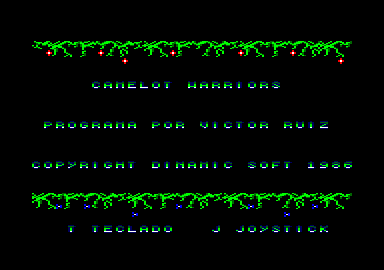 CAMELOT WARRIORS
PROGRAMA POR VICTOR RUIZ
COPYRIGHT DINAMIC SOFT 1986
T TECLADO J JOYSTICK